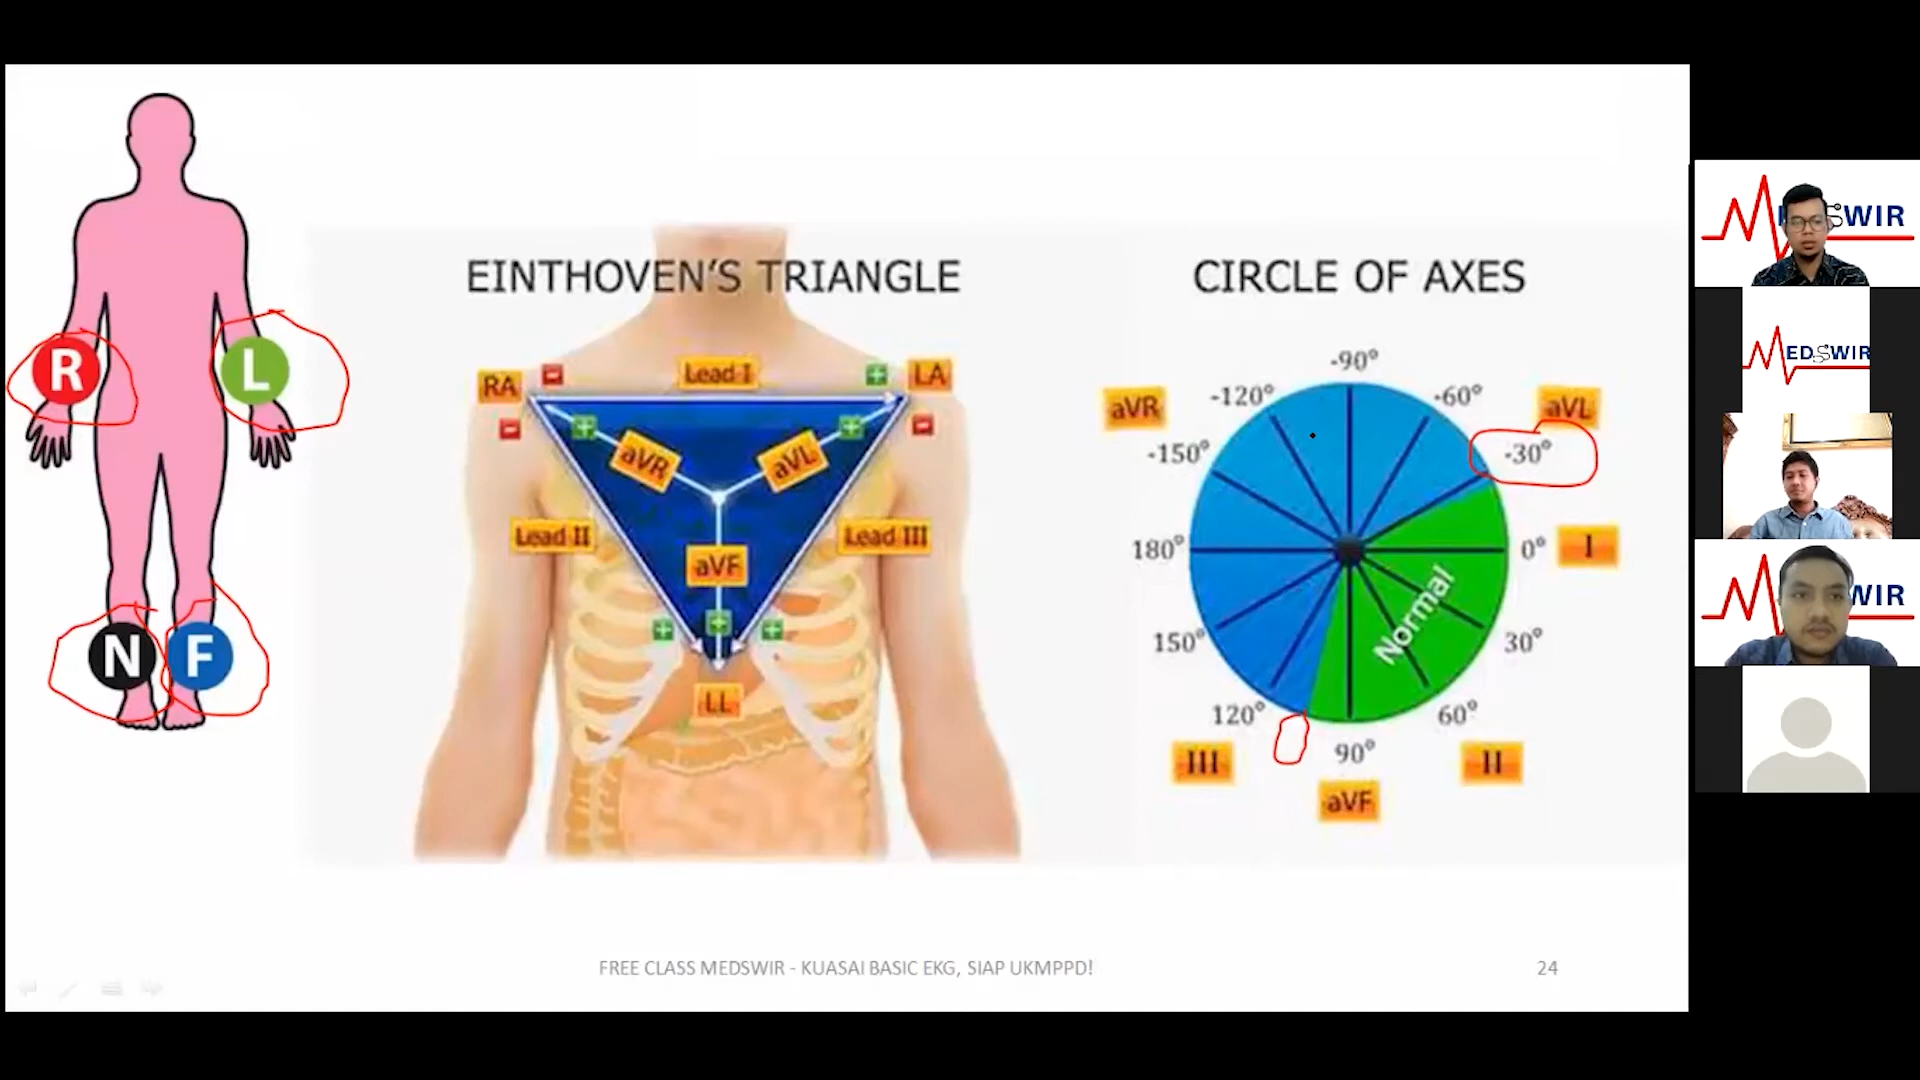 R
L
N
F
EINTHOVEN'S TRIANGLE
RA
Lead I
LA
aVR
aVL
Lead II
aVF
Lead III
LL
CIRCLE OF AXES
-90°
-120°
-60°
aVR
aVL
-150°
-30°
180°
0°
I
Normal
150°
30°
120°
60°
III
90°
II
aVF
FREE CLASS MEDSWIR - KUASAI BASIC EKG, SIAP UKMPPD!
24
SWIR
MEDSWIR
WIR